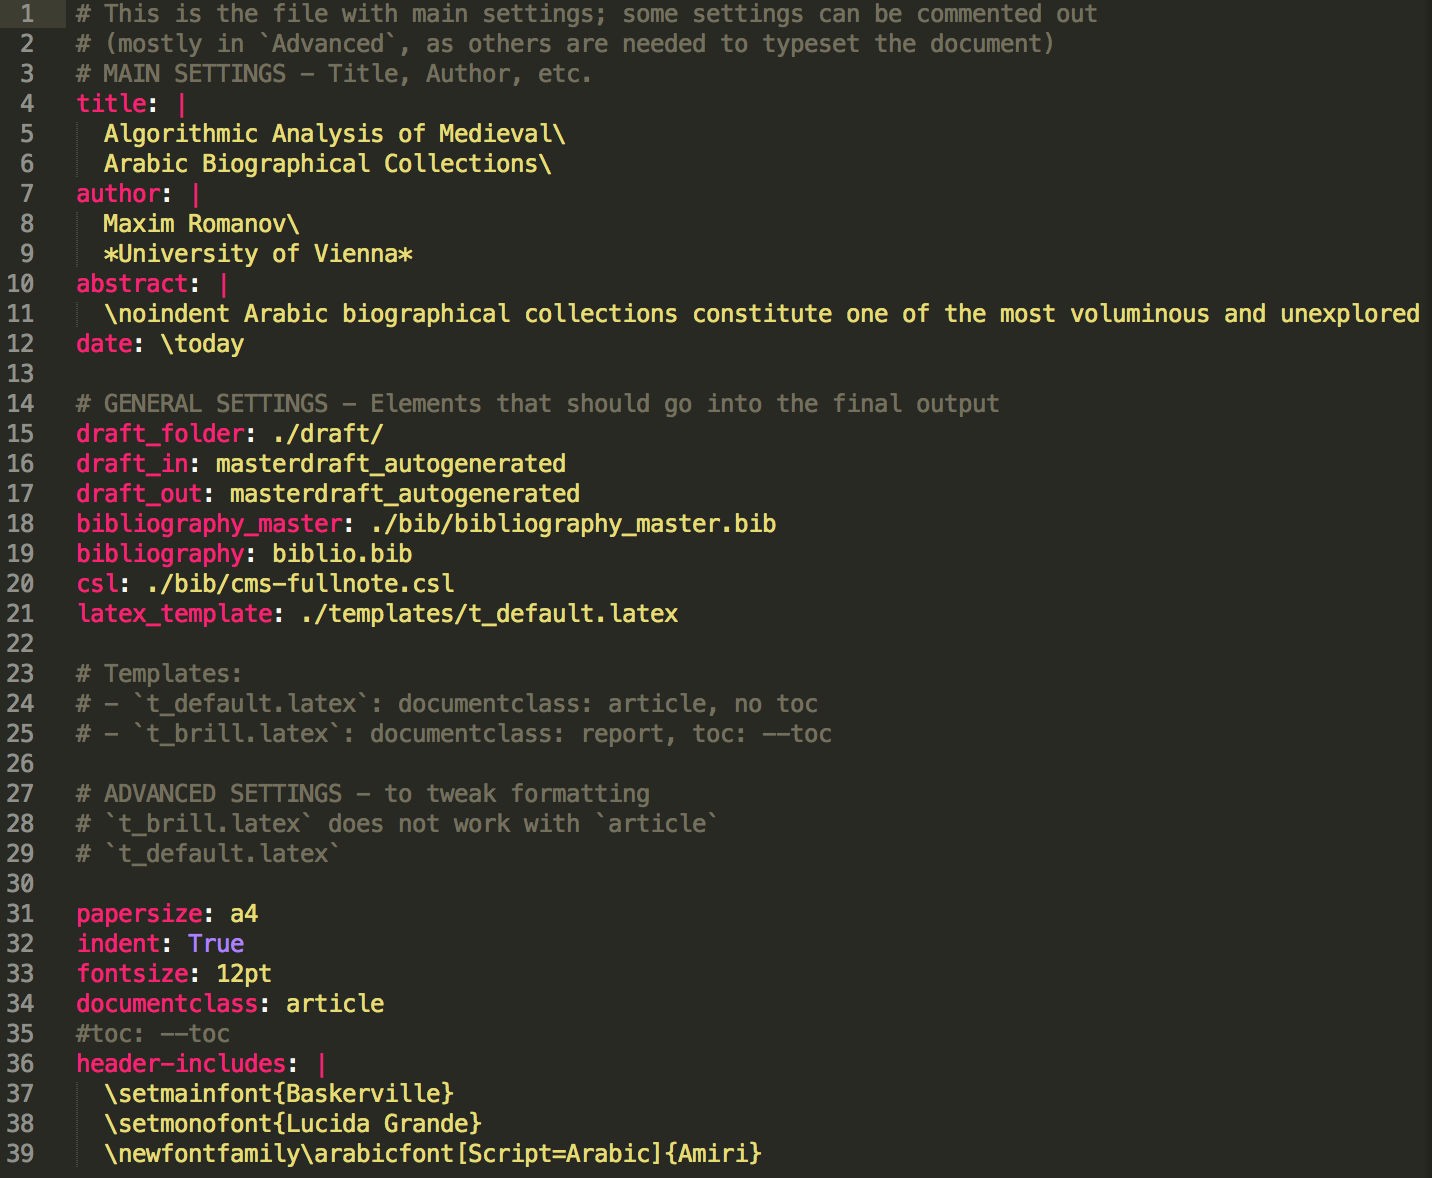 1 # This is the file with main settings; some settings can be commented out
2 # (mostly in `Advanced`, as others are needed to typeset the document)
3 # MAIN SETTINGS - Title, Author, etc.
4 title: |
5   Algorithmic Analysis of Medieval\
6   Arabic Biographical Collections\
7 author: |
8   Maxim Romanov\
9   *University of Vienna*
10 abstract: |
11   \noindent Arabic biographical collections constitute one of the most voluminous and unexplored
12 date: \today
13
14 # GENERAL SETTINGS - Elements that should go into the final output
15 draft_folder: ./draft/
16 draft_in: masterdraft_autogenerated
17 draft_out: masterdraft_autogenerated
18 bibliography_master: ./bib/bibliography_master.bib
19 bibliography: biblio.bib
20 csl: ./bib/cms-fullnote.csl
21 latex_template: ./templates/t_default.latex
22
23 # Templates:
24 # - `t_default.latex`: documentclass: article, no toc
25 # - `t_brill.latex`: documentclass: report, toc: --toc
26
27 # ADVANCED SETTINGS - to tweak formatting
28 # `t_brill.latex` does not work with `article`
29 # `t_default.latex`
30
31 papersize: a4
32 indent: True
33 fontsize: 12pt
34 documentclass: article
35 #toc: --toc
36 header-includes: |
37   \setmainfont{Baskerville}
38   \setmonofont{Lucida Grande}
39   \newfontfamily\arabicfont[Script=Arabic]{Amiri}